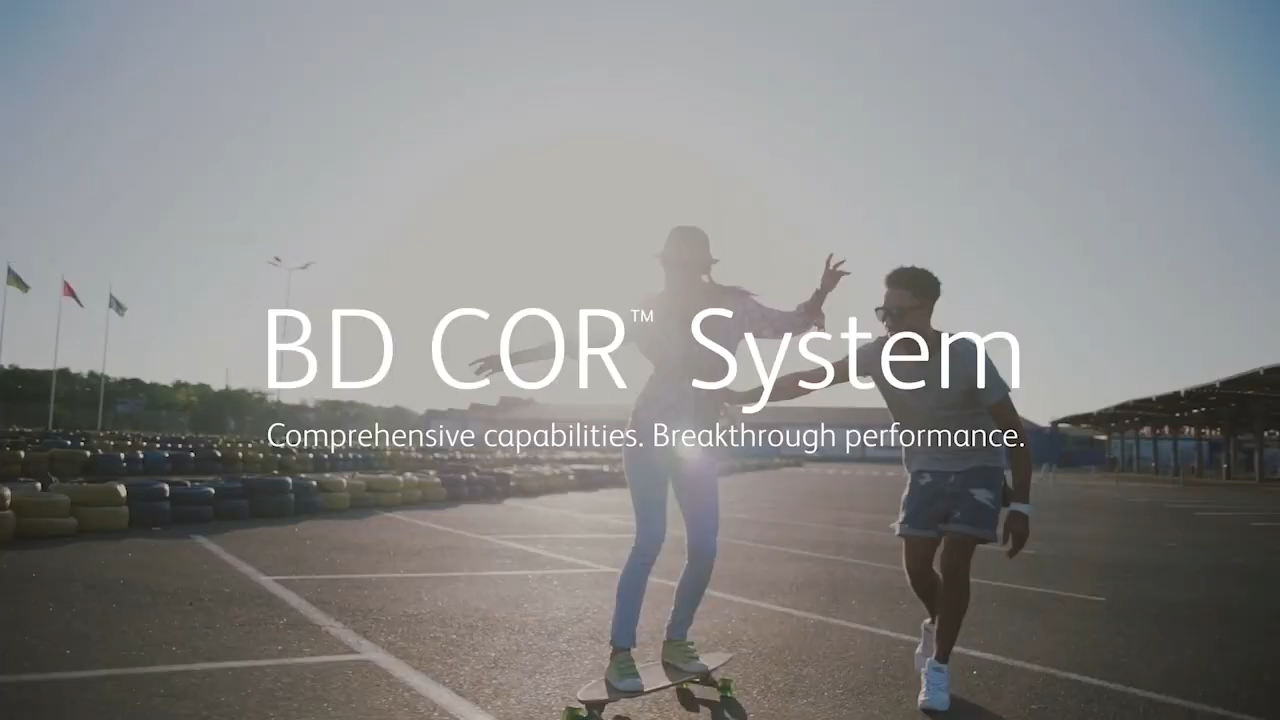 BD COR™ System
Comprehensive capabilities. Breakthrough performance.